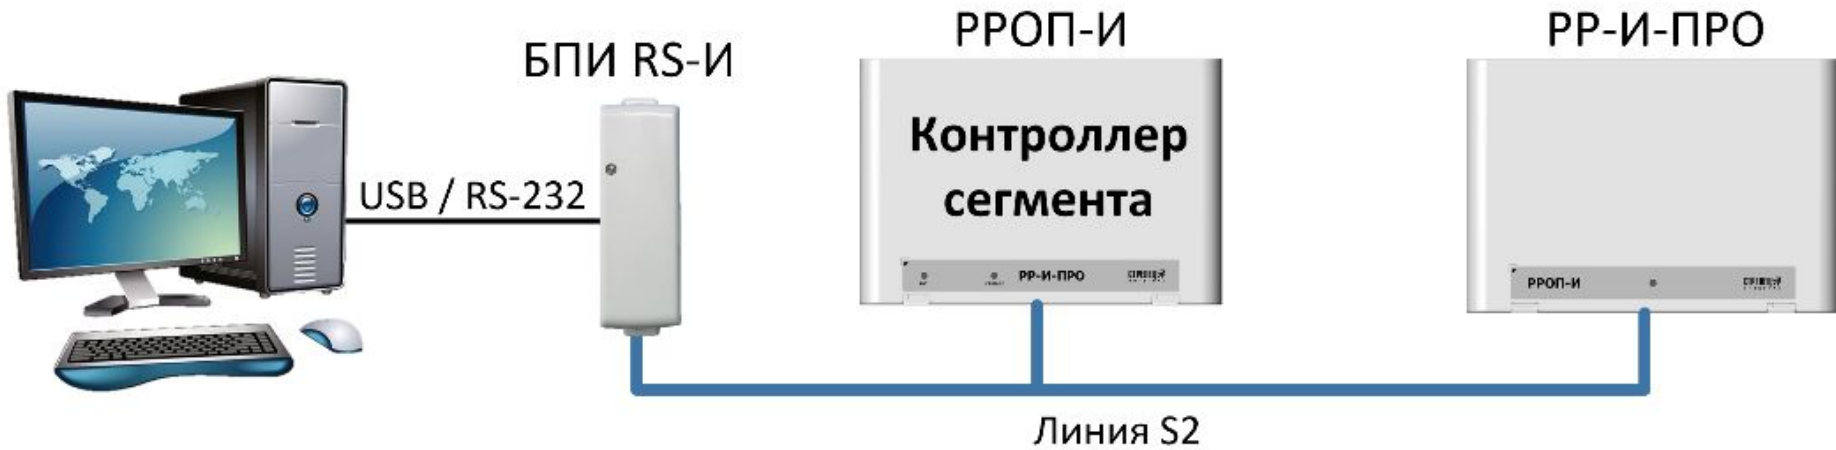 БПИ RS-И
РРОП-И
РР-И-ПРО
USB / RS-232
Контроллер
сегмента
РР-И-ПРО
РРОП-И
Линия S2